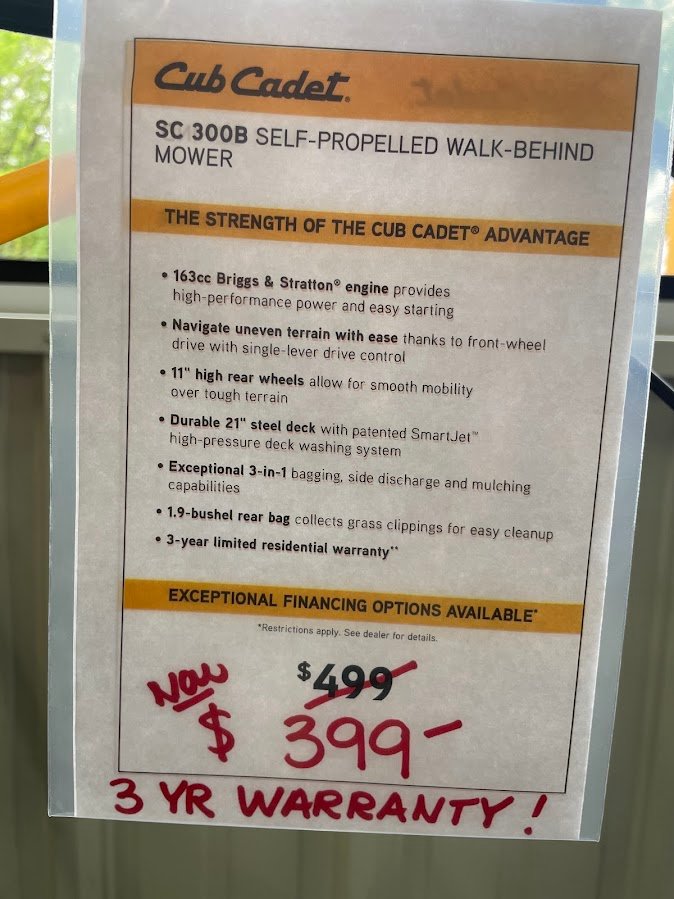 Cub Cadet®
SC 300B SELF-PROPELLED WALK-BEHIND
MOWER
THE STRENGTH OF THE CUB CADET® ADVANTAGE
• 163cc Briggs & Stratton® engine provides
high-performance power and easy starting
• Navigate uneven terrain with ease thanks to front-wheel
drive with single-lever drive control
• 11" high rear wheels allow for smooth mobility
over tough terrain
• Durable 21" steel deck with patented SmartJet™
high-pressure deck washing system
• Exceptional 3-in-1 bagging, side discharge and mulching
capabilities
• 1.9-bushel rear bag collects grass clippings for easy cleanup
• 3-year limited residential warranty**
EXCEPTIONAL FINANCING OPTIONS AVAILABLE*
*Restrictions apply. See dealer for details.
$499
Now
$ 399-
3 YR WARRANTY!